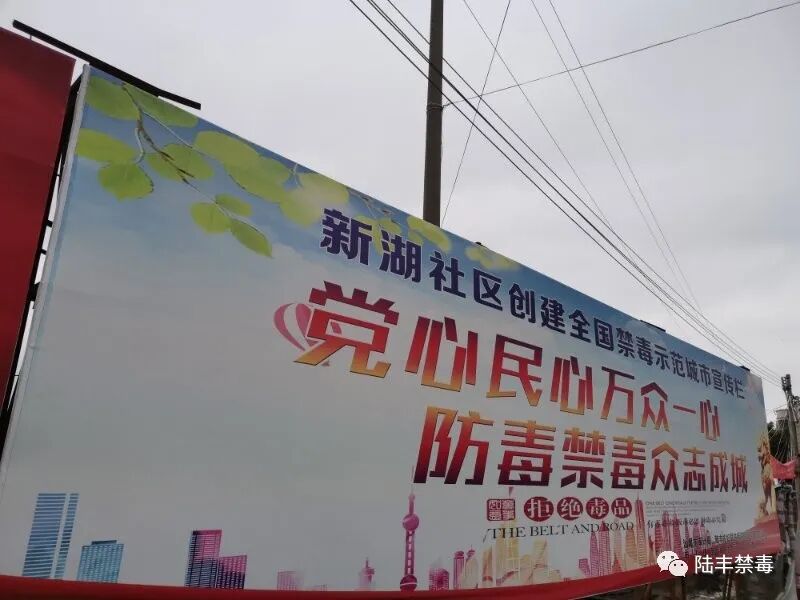 新湖社区创建全国禁毒示范城市宣传栏
党心民心万众一心
防毒禁毒众志成城
拒绝毒品
THE BELT AND ROAD
陆丰禁毒